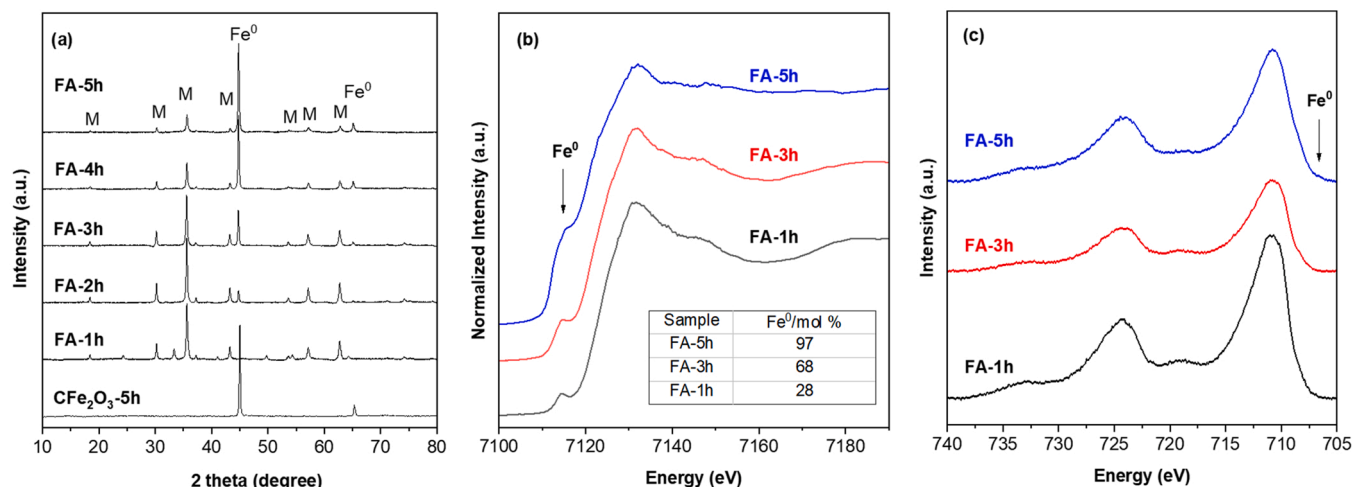 (a)
Fe⁰
FA-5h
M M M M M M M Fe⁰
FA-4h
FA-3h
FA-2h
FA-1h
CFe₂O₃-5h
10 20 30 40 50 60 70 80
2 theta (degree)
Intensity (a.u.)
(b)
FA-5h
Fe⁰
FA-3h
FA-1h
Sample Fe⁰/mol %
FA-5h 97
FA-3h 68
FA-1h 28
7100 7120 7140 7160 7180
Energy (eV)
Normalized Intensity (a.u.)
(c)
Fe⁰
FA-5h
FA-3h
FA-1h
740 735 730 725 720 715 710 705
Energy (eV)
Intensity (a.u.)